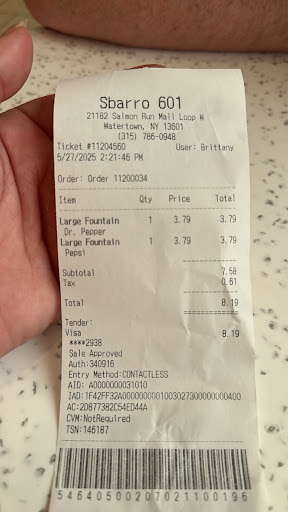 Sbarro 601
21182 Salmon Run Mall Loop W
Watertown, NY 13601
(315) 786-0948
Ticket #11204560 User: Brittany
5/27/2025 2:21:46 PM
Order: Order 11200034
Item Qty Price Total
Large Fountain 1 3.79 3.79
Dr. Pepper
Large Fountain 1 3.79 3.79
Pepsi
Subtotal 7.58
Tax 0.61
Total 8.19
Tender:
Visa 8.19
****2938
Sale Approved
Auth:340916
Entry Method:CONTACTLESS
AID: A0000000031010
IAD:1F42FF32A00000000010030273000000004​00
AC:2D877382C54ED44A
CVM:NotRequired
TSN:146187
54640500207021100196